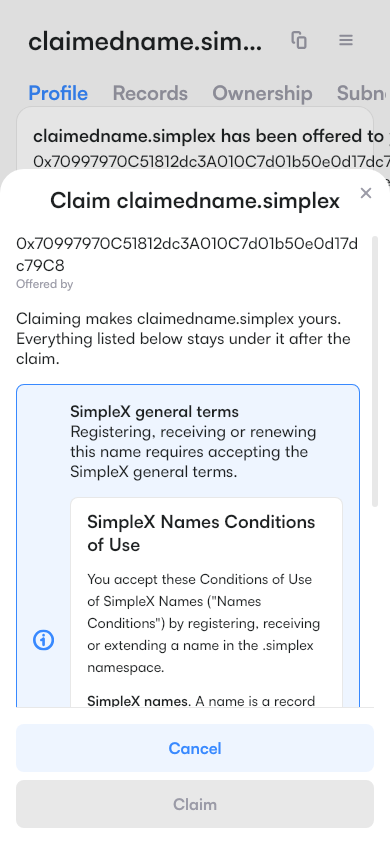 claimedname.sim...
Profile Records Ownership Subn
claimedname.simplex has been offered to
0x70997970C51812dc3A010C7d01b50e0d17dc7
Claim claimedname.simplex
0x70997970C51812dc3A010C7d01b50e0d17d
c79C8
Offered by
Claiming makes claimedname.simplex yours.
Everything listed below stays under it after the
claim.
SimpleX general terms
Registering, receiving or renewing
this name requires accepting the
SimpleX general terms.
SimpleX Names Conditions
of Use
You accept these Conditions of Use
of SimpleX Names ("Names
Conditions") by registering, receiving
or extending a name in the .simplex
namespace.
SimpleX names. A name is a record
Cancel
Claim